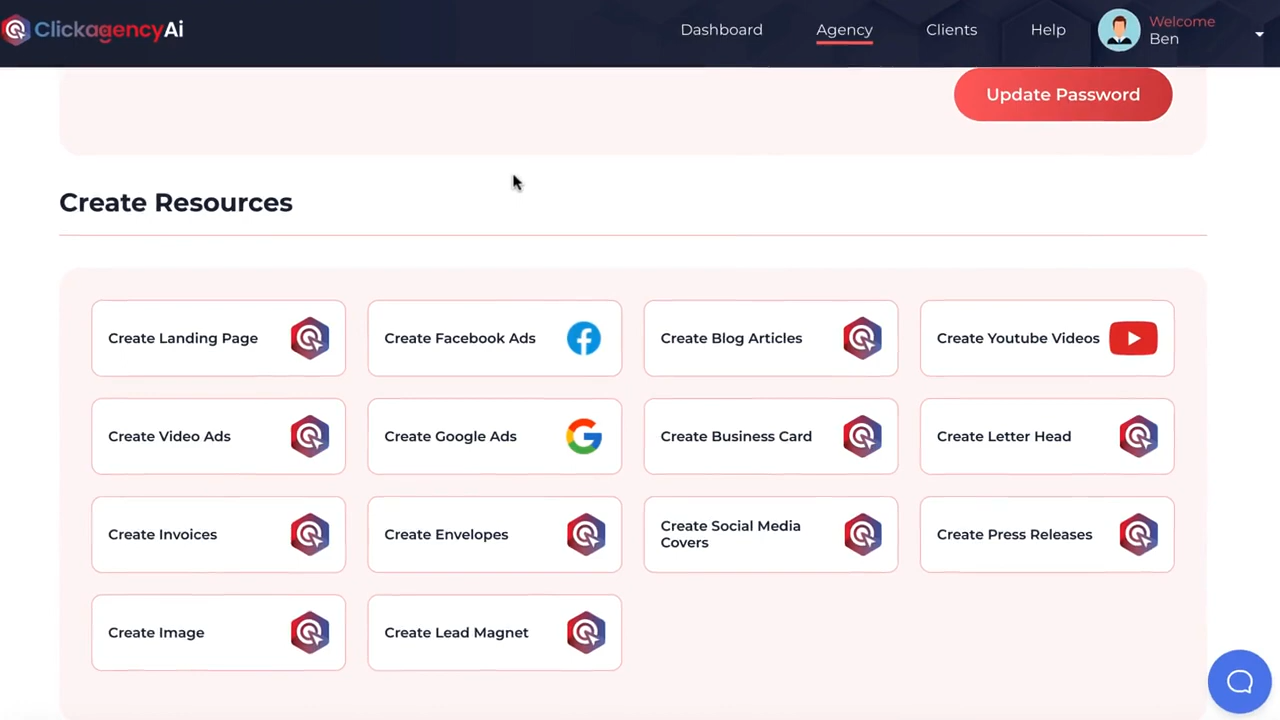 ClickagencyAi
Dashboard
Agency
Clients
Help
Welcome
Ben
Update Password
Create Resources
Create Landing Page
Create Facebook Ads
Create Blog Articles
Create Youtube Videos
Create Video Ads
Create Google Ads
Create Business Card
Create Letter Head
Create Invoices
Create Envelopes
Create Social Media
Covers
Create Press Releases
Create Image
Create Lead Magnet